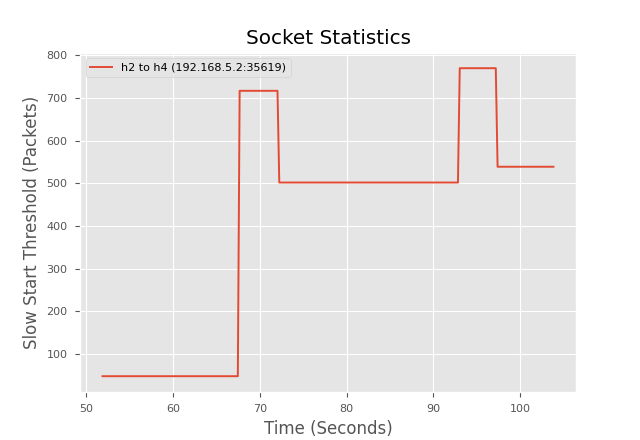 Socket Statistics
h2 to h4 (192.168.5.2:35619)
Slow Start Threshold (Packets)
800
700
600
500
400
300
200
100
50 60 70 80 90 100
Time (Seconds)